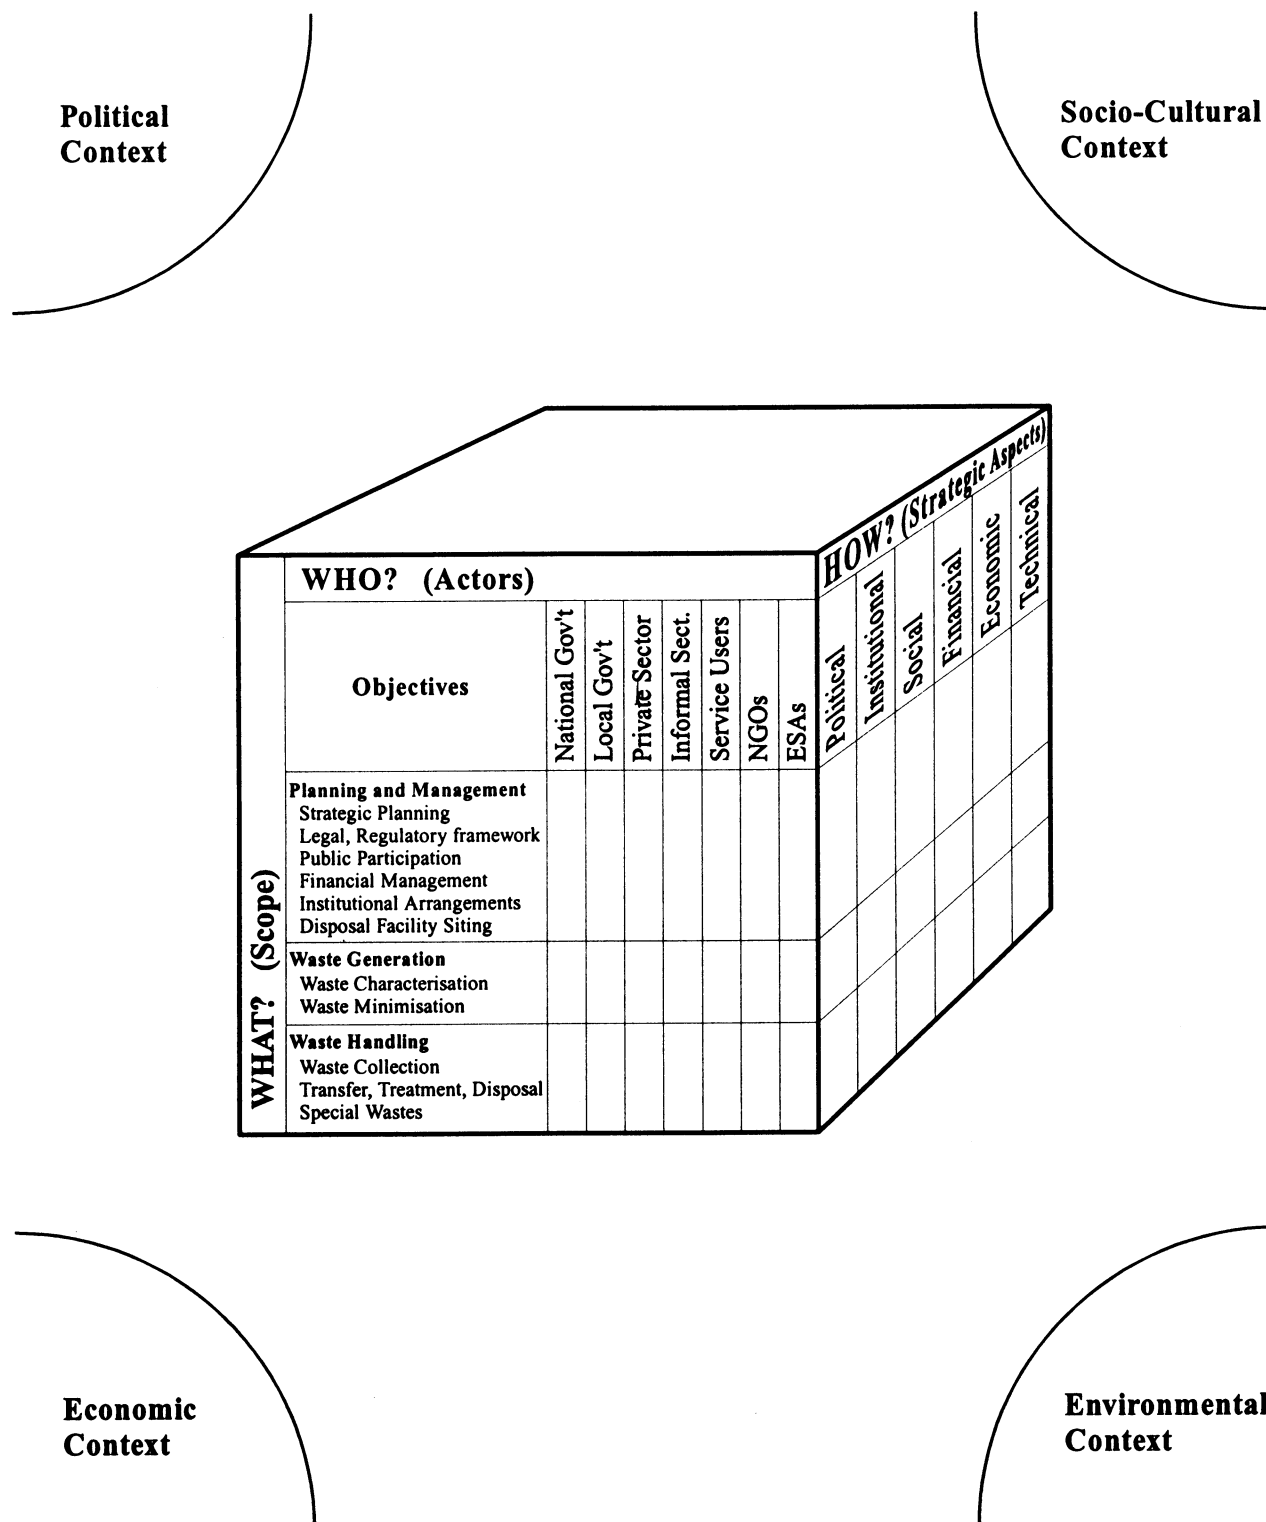 Political
Context
Socio-Cultural
Context
HOW? (Strategic Aspects)
Political
Institutional
Social
Financial
Economic
Technical
WHO? (Actors)
Objectives
National Gov't
Local Gov't
Private Sector
Informal Sect.
Service Users
NGOs
ESAs
WHAT? (Scope)
Planning and Management
Strategic Planning
Legal, Regulatory framework
Public Participation
Financial Management
Institutional Arrangements
Disposal Facility Siting
Waste Generation
Waste Characterisation
Waste Minimisation
Waste Handling
Waste Collection
Transfer, Treatment, Disposal
Special Wastes
Economic
Context
Environmental
Context